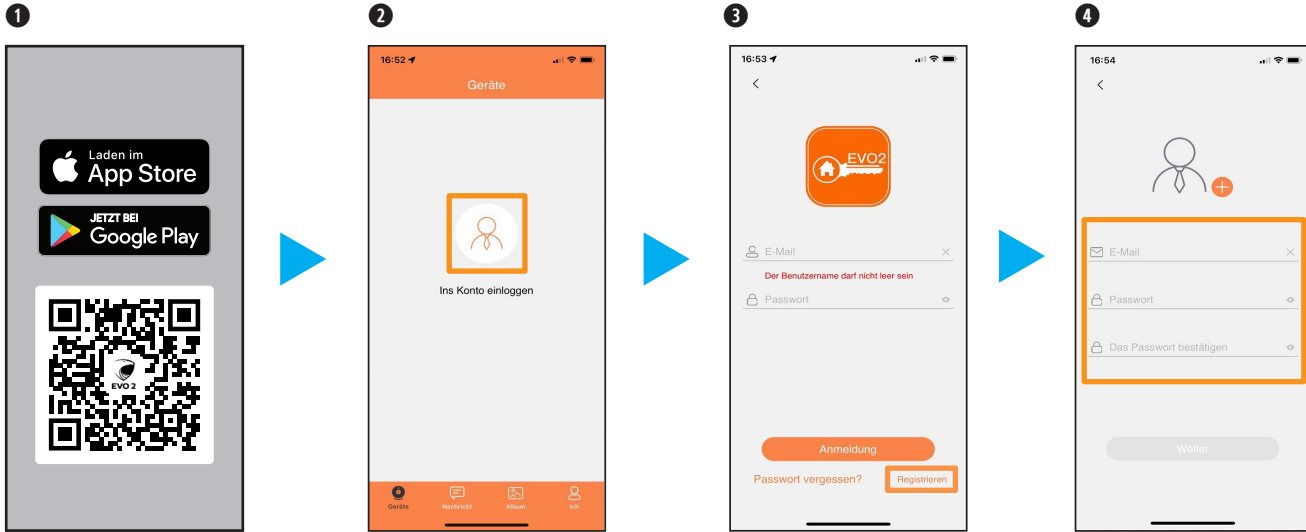 1
Laden im
App Store
JETZT BEI
Google Play
EVO 2
2
16:52
Geräte
Ins Konto einloggen
Geräte
Nachricht
Album
Ich
3
16:53
EVO2
E-Mail
Der Benutzername darf nicht leer sein
Passwort
Anmeldung
Passwort vergessen?
Registrieren
4
16:54
E-Mail
Passwort
Das Passwort bestätigen
Weiter